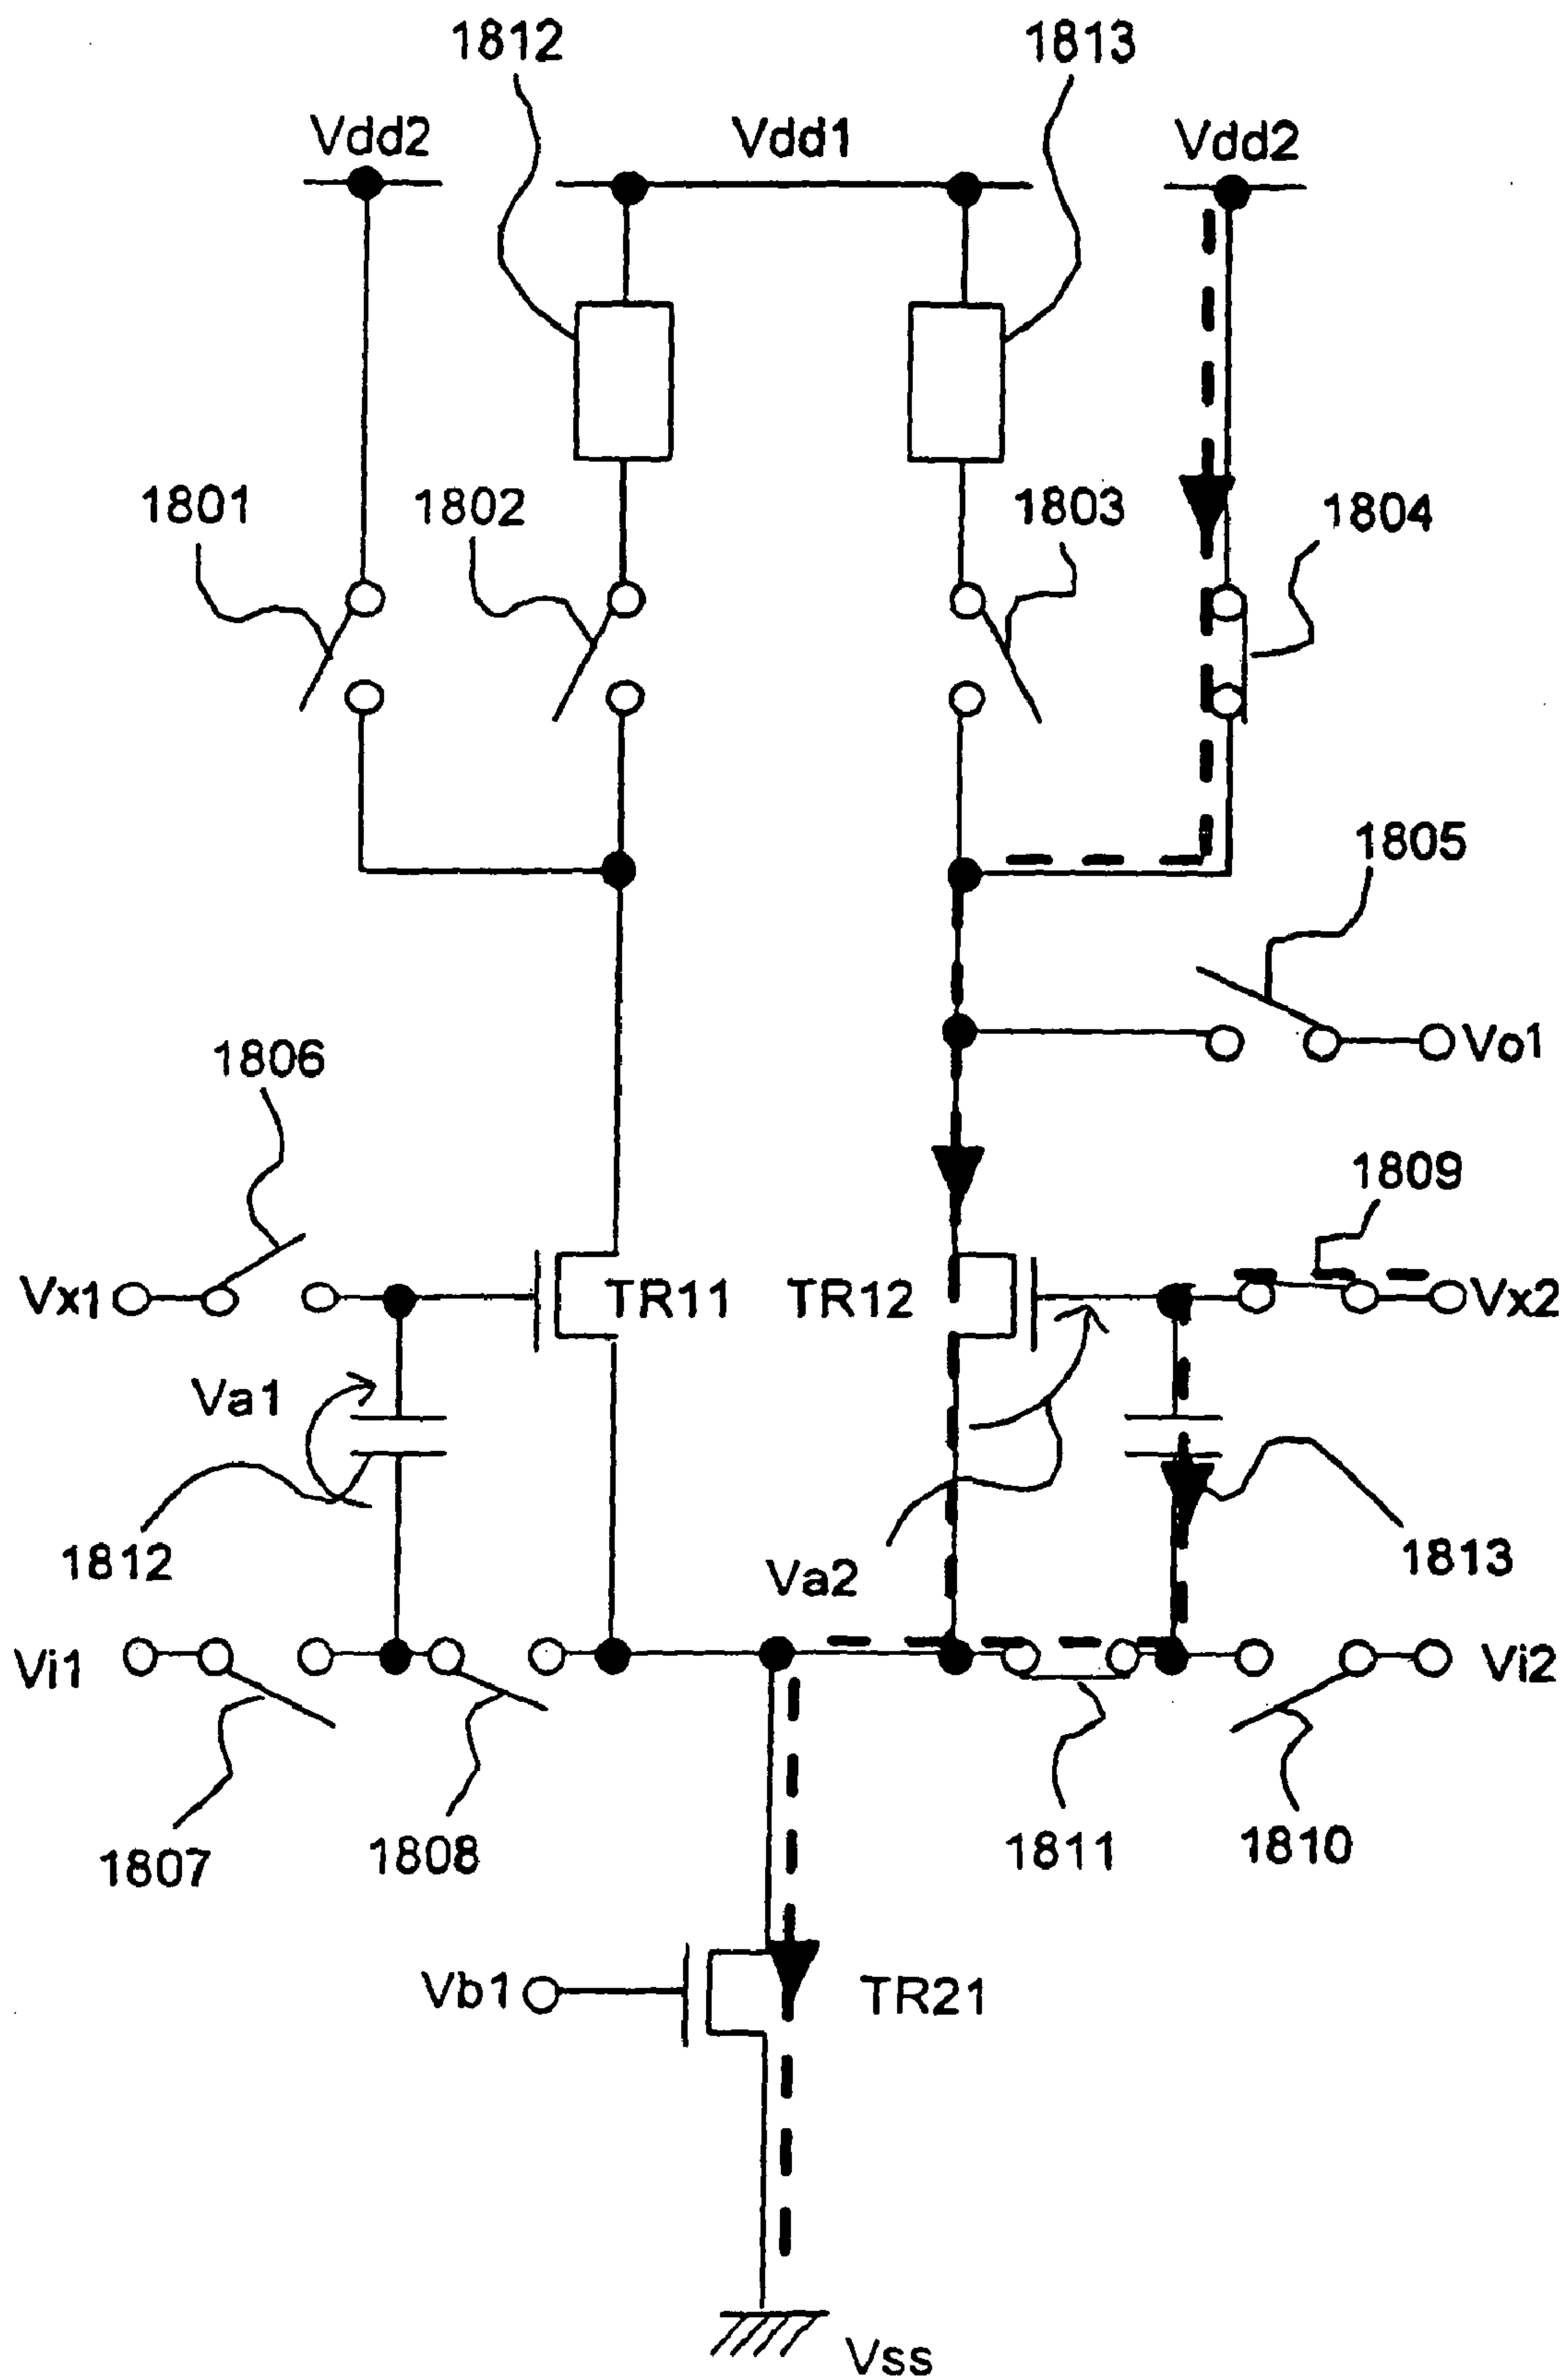 1812 1813
Vdd2 Vdd1 Vdd2
1801 1802 1803 1804
1805
Vo1
1806
1809
Vx1 TR11 TR12 Vx2
Va1
1812 Va2 1813
Vi1 Vi2
1807 1808 1811 1810
Vb1 TR21
Vss